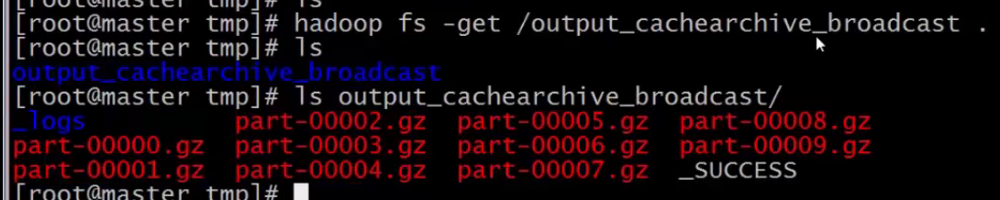 [root@master tmp]# ls
[root@master tmp]# hadoop fs -get /output_cachearchive_broadcast .
[root@master tmp]# ls
output_cachearchive_broadcast
[root@master tmp]# ls output_cachearchive_broadcast/
_logs part-00002.gz part-00005.gz part-00008.gz
part-00000.gz part-00003.gz part-00006.gz part-00009.gz
part-00001.gz part-00004.gz part-00007.gz _SUCCESS
[root@master tmp]#